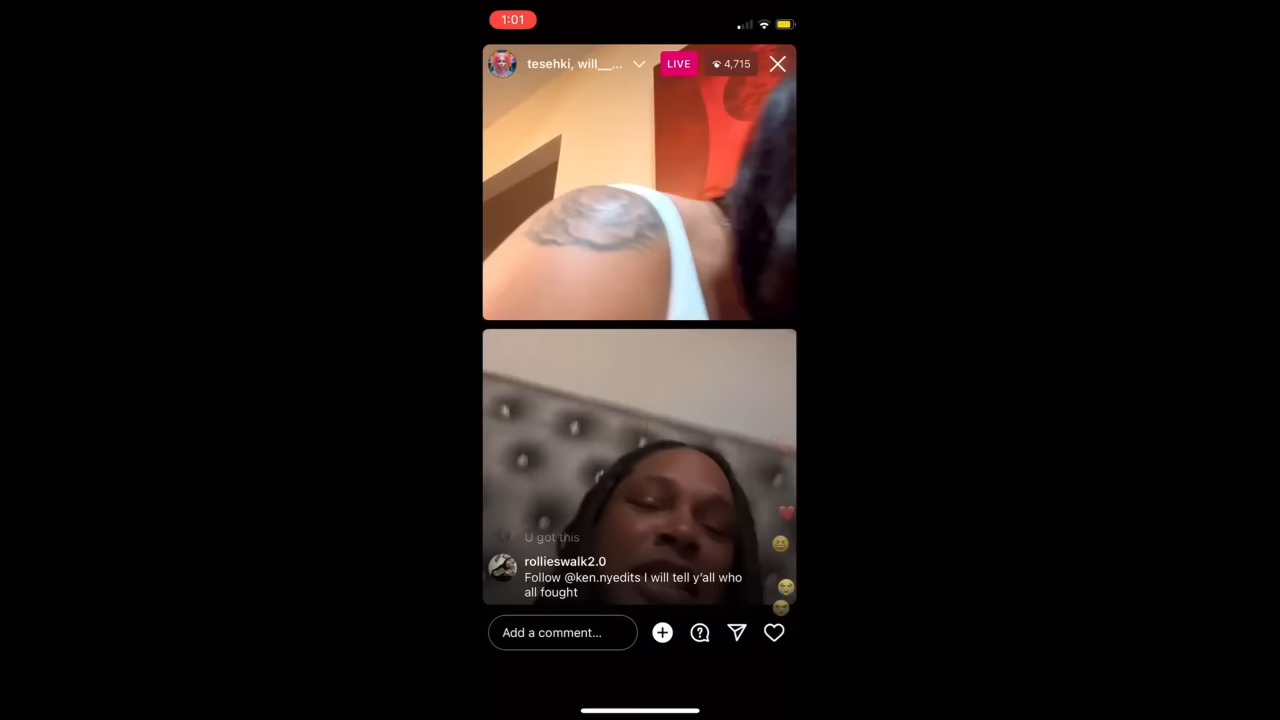 1:01
tesehki, will__...
LIVE
4,715
U got this
rollieswalk2.0
Follow @ken.nyedits I will tell y'all who
all fought
Add a comment...